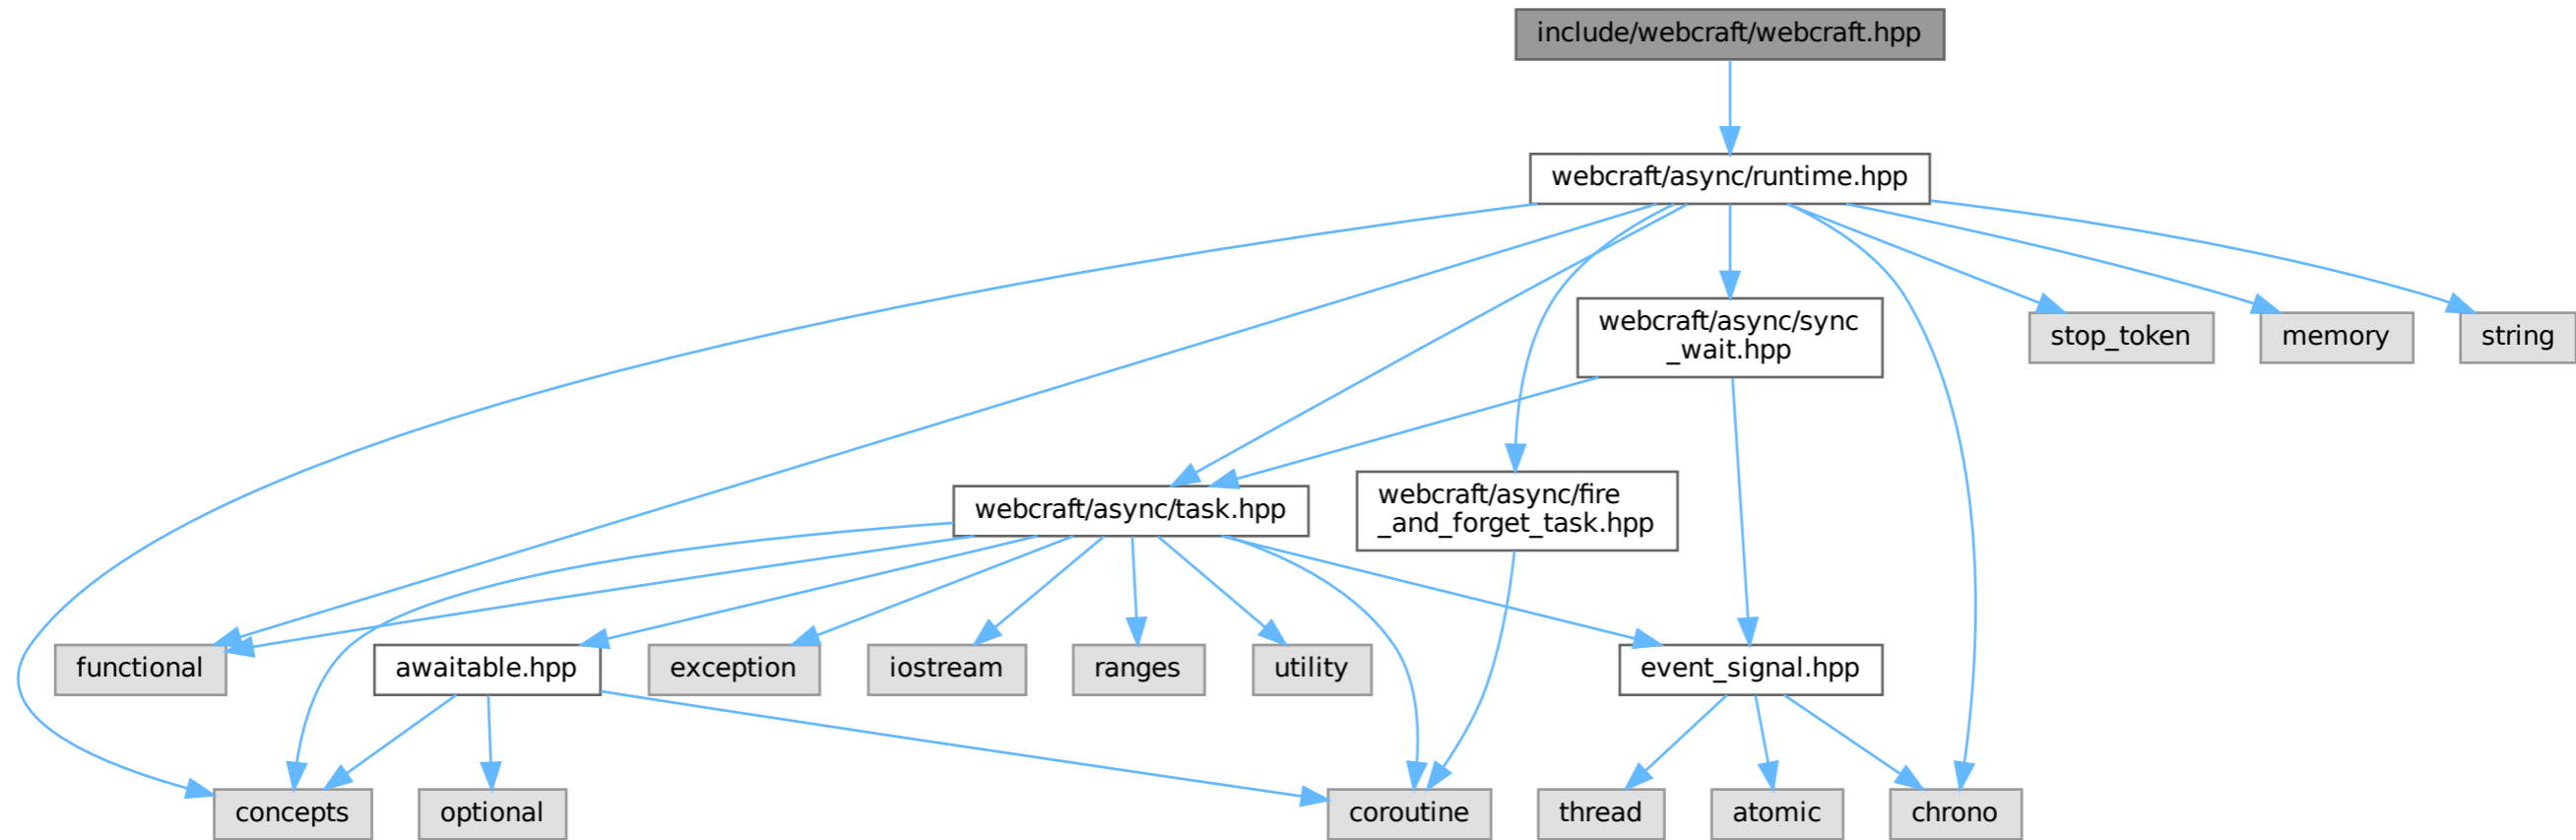 include/webcraft/webcraft.hpp
webcraft/async/runtime.hpp
webcraft/async/sync
_wait.hpp
stop_token
memory
string
webcraft/async/task.hpp
webcraft/async/fire
_and_forget_task.hpp
functional
awaitable.hpp
exception
iostream
ranges
utility
event_signal.hpp
concepts
optional
coroutine
thread
atomic
chrono